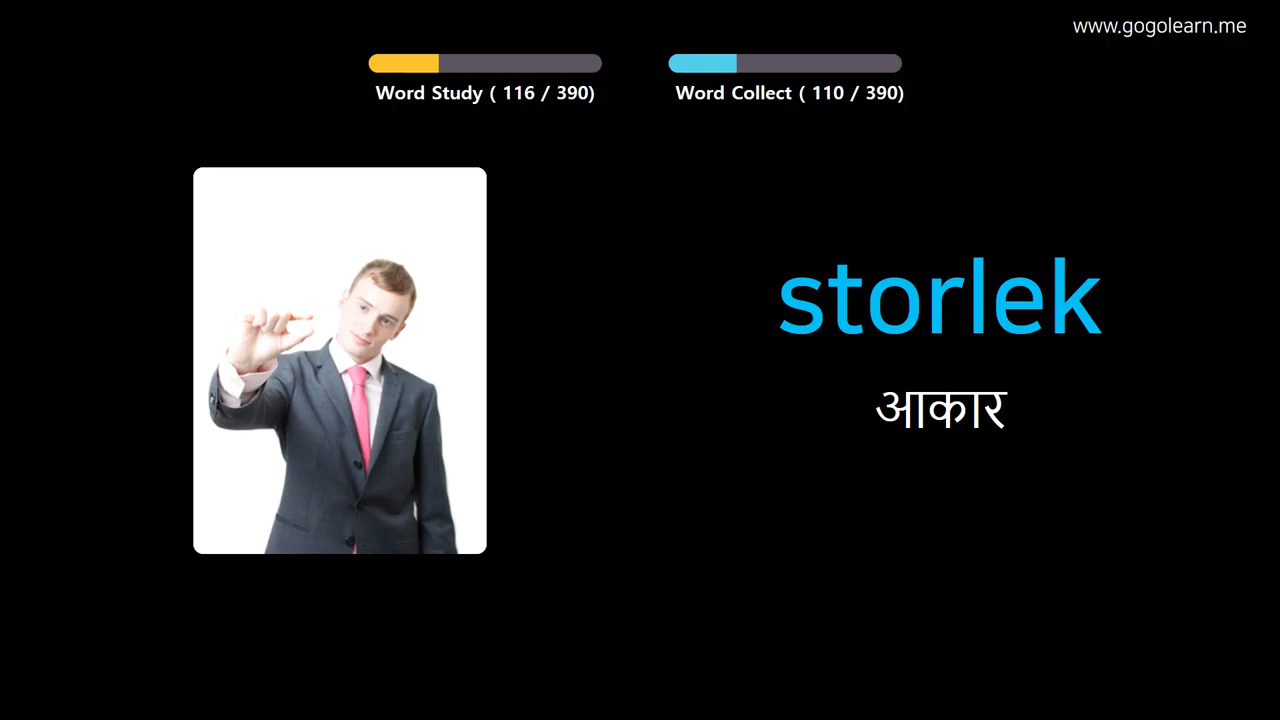 www.gogolearn.me
Word Study ( 116 / 390)
Word Collect ( 110 / 390)
storlek
आकार